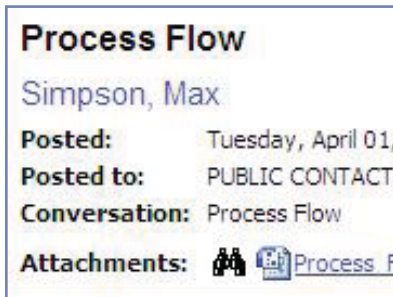 Process Flow
Simpson, Max
Posted: Tuesday, April 01,
Posted to: PUBLIC CONTACT
Conversation: Process Flow
Attachments: Process